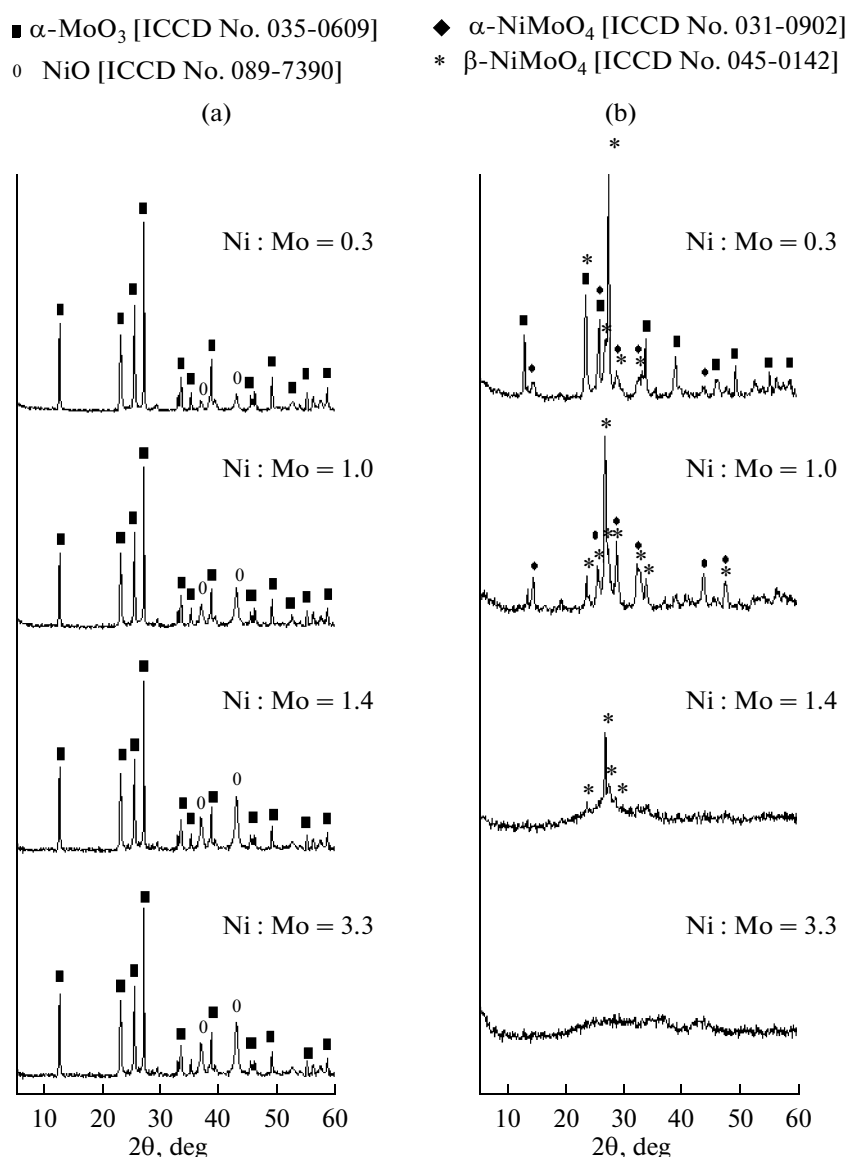 ■ α-MoO₃ [ICCD No. 035-0609]
0 NiO [ICCD No. 089-7390]
◆ α-NiMoO₄ [ICCD No. 031-0902]
* β-NiMoO₄ [ICCD No. 045-0142]
(a)
Ni : Mo = 0.3
Ni : Mo = 1.0
Ni : Mo = 1.4
Ni : Mo = 3.3
10 20 30 40 50 60
2θ, deg
(b)
Ni : Mo = 0.3
Ni : Mo = 1.0
Ni : Mo = 1.4
Ni : Mo = 3.3
10 20 30 40 50 60
2θ, deg